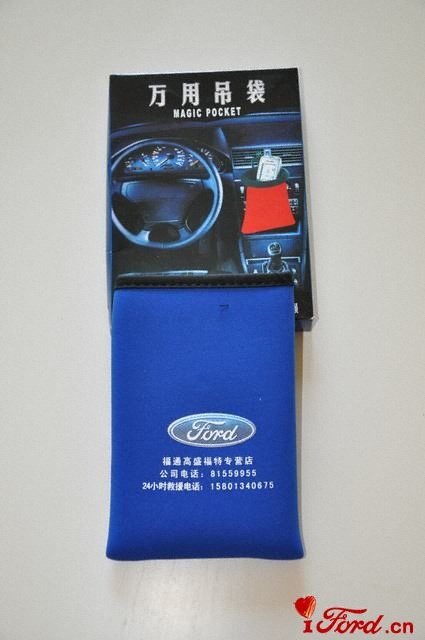 万用吊袋
MAGIC POCKET
Ford
福通高盛福特专营店
公司电话：81559955
24小时救援电话：15801340675
iFord.cn